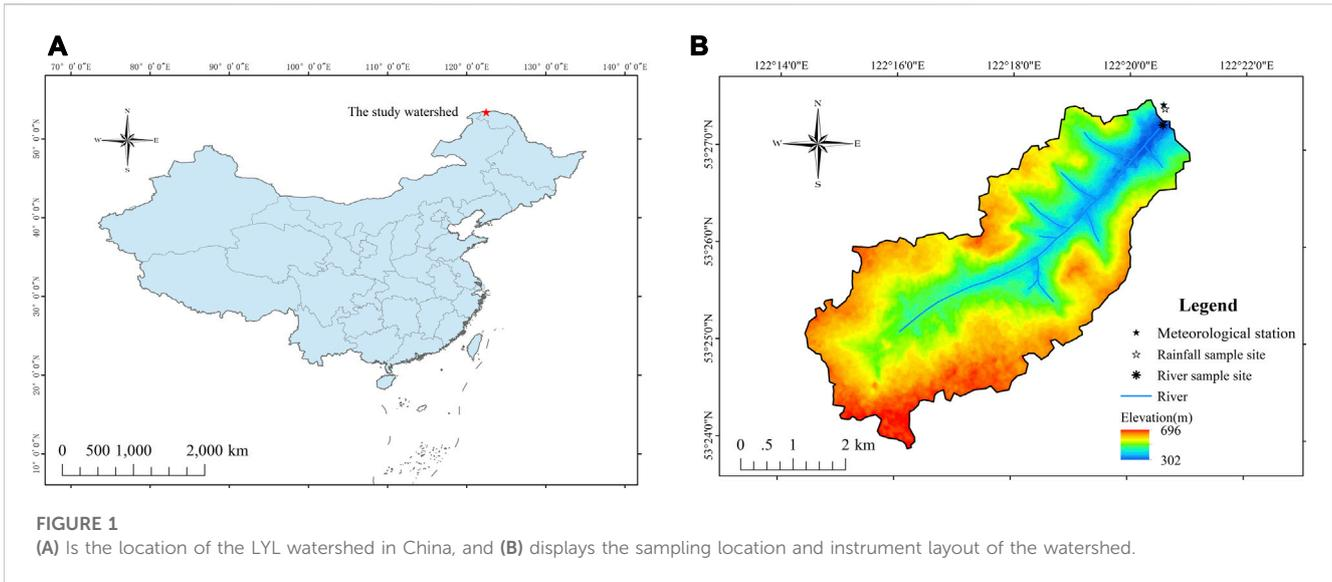 A
70° 0'0"E 80° 0'0"E 90° 0'0"E 100° 0'0"E 110° 0'0"E 120° 0'0"E 130° 0'0"E 140° 0'0"E
The study watershed
N
W E
S
50° 0'0"N
40° 0'0"N
30° 0'0"N
20° 0'0"N
10° 0'0"N
0 500 1,000 2,000 km
B
122°14'0"E 122°16'0"E 122°18'0"E 122°20'0"E 122°22'0"E
N
W E
S
53°27'0"N
53°26'0"N
53°25'0"N
53°24'0"N
Legend
Meteorological station
Rainfall sample site
River sample site
River
Elevation(m)
696
302
0 .5 1 2 km
FIGURE 1
(A) Is the location of the LYL watershed in China, and (B) displays the sampling location and instrument layout of the watershed.